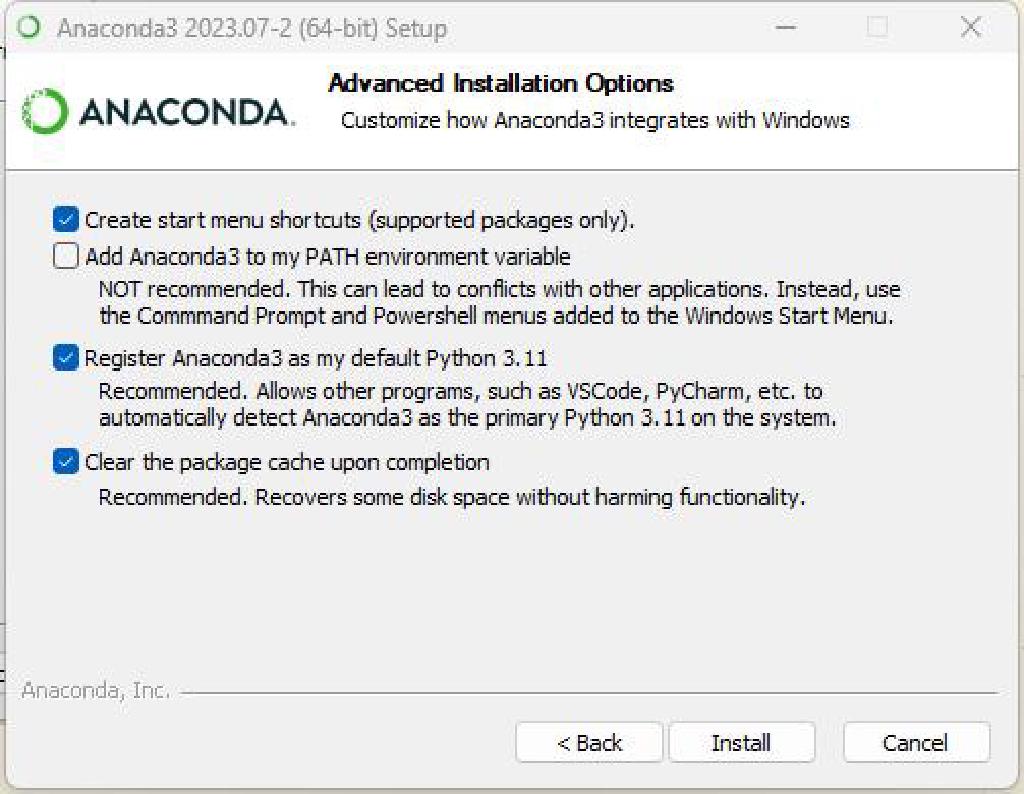 Anaconda3 2023.07-2 (64-bit) Setup
ANACONDA.
Advanced Installation Options
Customize how Anaconda3 integrates with Windows
Create start menu shortcuts (supported packages only).
Add Anaconda3 to my PATH environment variable
NOT recommended. This can lead to conflicts with other applications. Instead, use
the Commmand Prompt and Powershell menus added to the Windows Start Menu.
Register Anaconda3 as my default Python 3.11
Recommended. Allows other programs, such as VSCode, PyCharm, etc. to
automatically detect Anaconda3 as the primary Python 3.11 on the system.
Clear the package cache upon completion
Recommended. Recovers some disk space without harming functionality.
Anaconda, Inc.
< Back
Install
Cancel